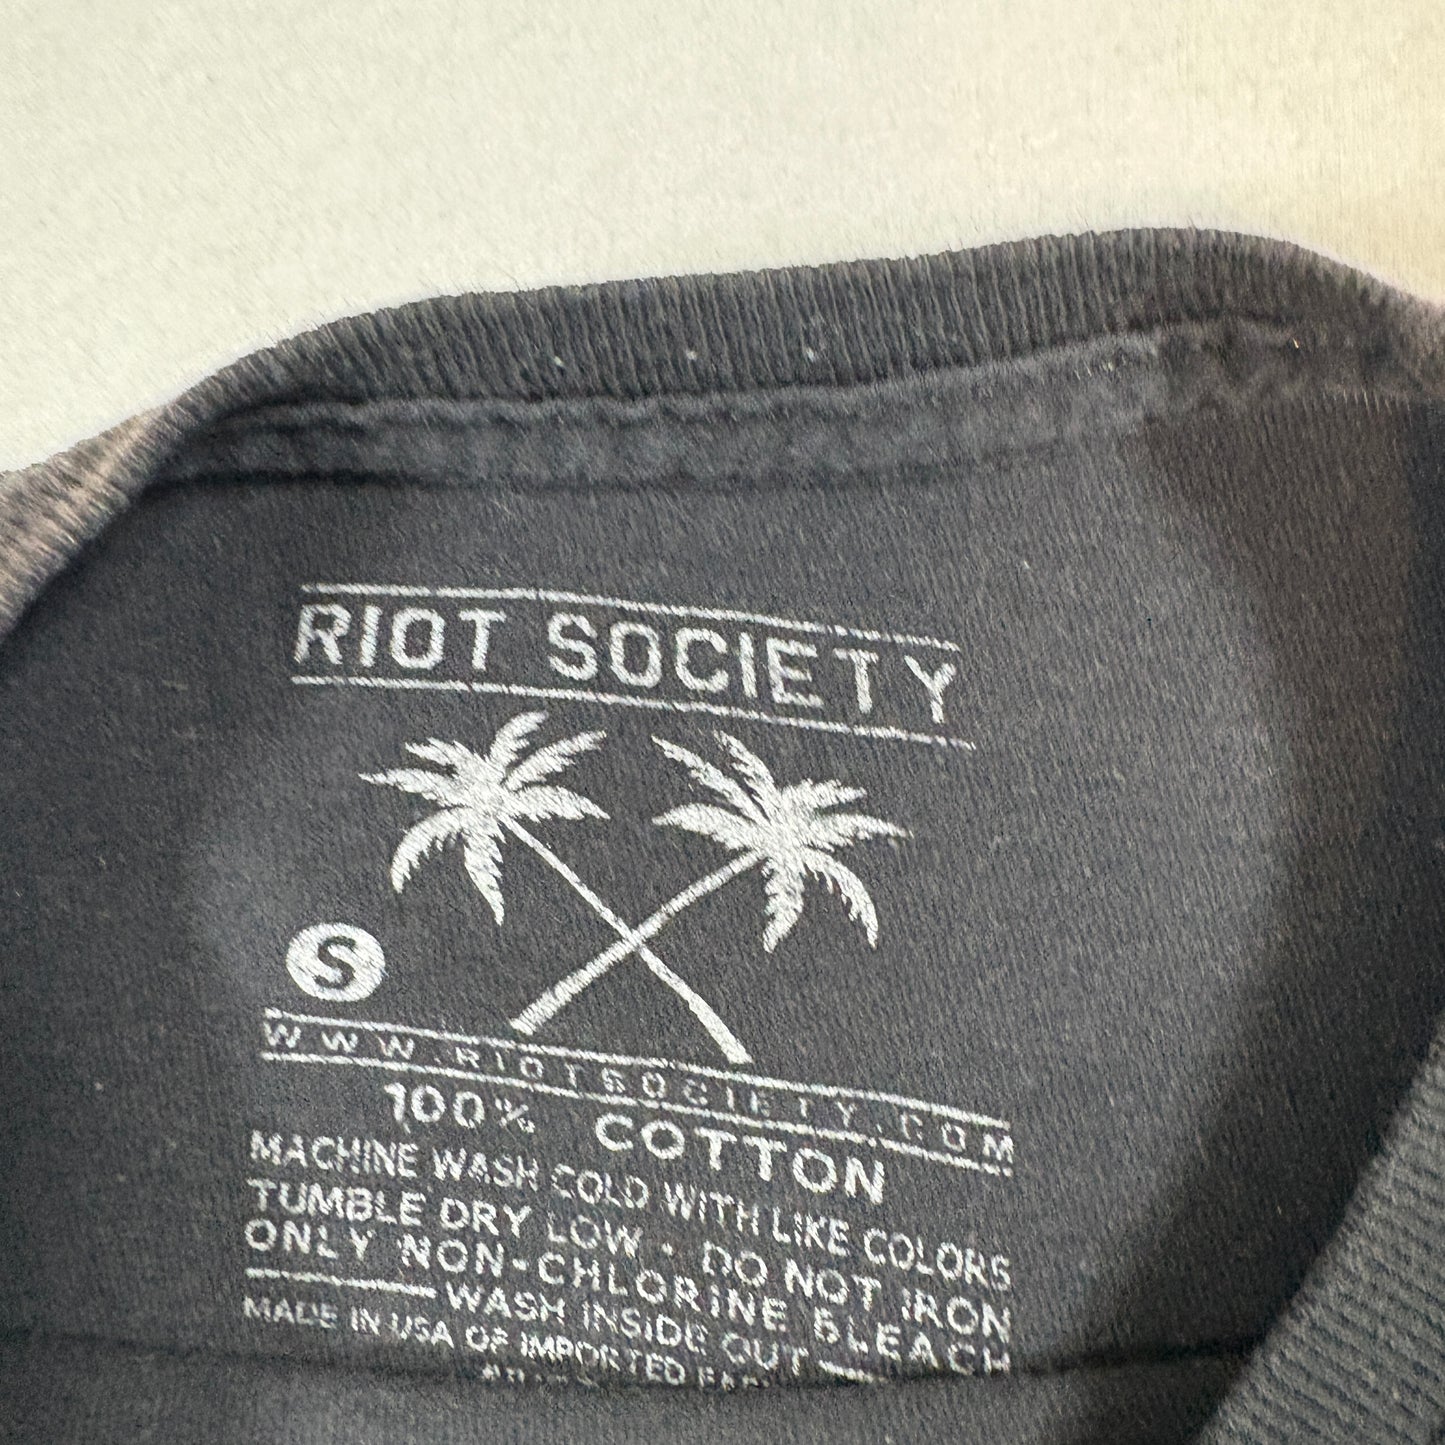 RIOT SOCIETY
S
WWW.RIOTSOCIETY.COM
100% COTTON
MACHINE WASH COLD WITH LIKE COLORS
TUMBLE DRY LOW • DO NOT IRON
ONLY NON-CHLORINE BLEACH
WASH INSIDE OUT
MADE IN USA OF IMPORTED